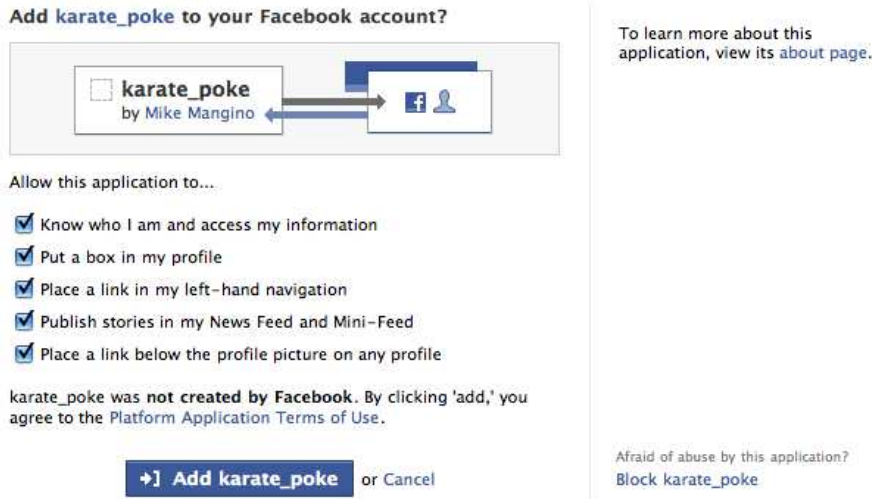 Add karate_poke to your Facebook account?
karate_poke
by Mike Mangino
f
Allow this application to...
Know who I am and access my information
Put a box in my profile
Place a link in my left-hand navigation
Publish stories in my News Feed and Mini-Feed
Place a link below the profile picture on any profile
karate_poke was not created by Facebook. By clicking 'add,' you
agree to the Platform Application Terms of Use.
Add karate_poke or Cancel
To learn more about this
application, view its about page.
Afraid of abuse by this application?
Block karate_poke